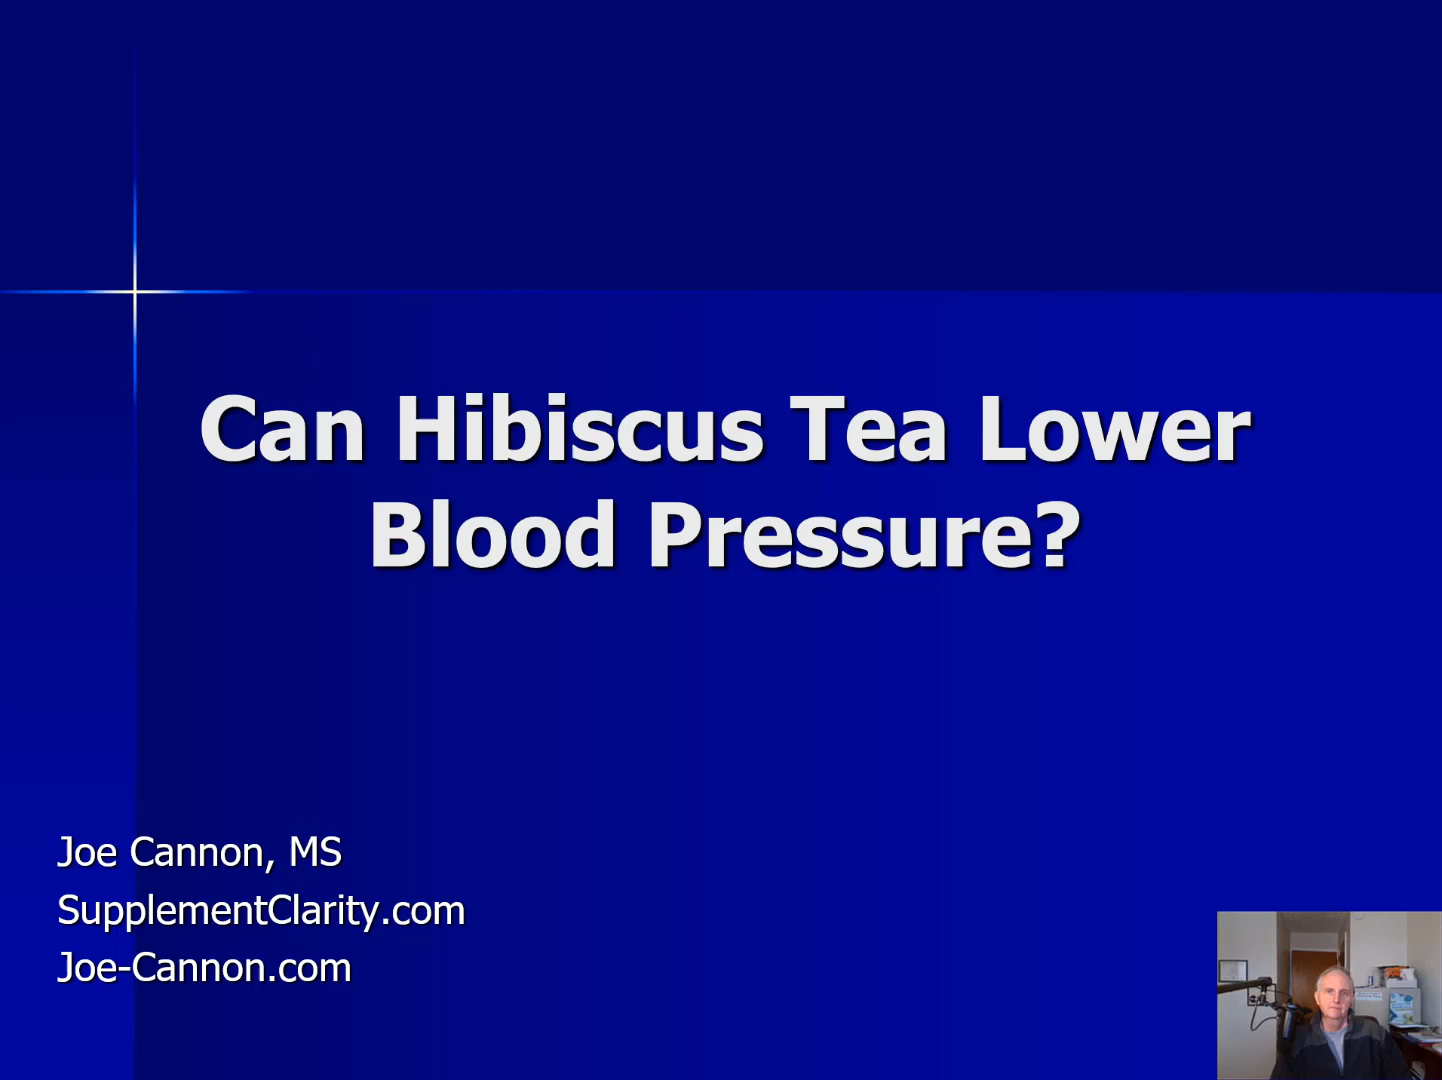 Can Hibiscus Tea Lower
Blood Pressure?
Joe Cannon, MS
SupplementClarity.com
Joe-Cannon.com